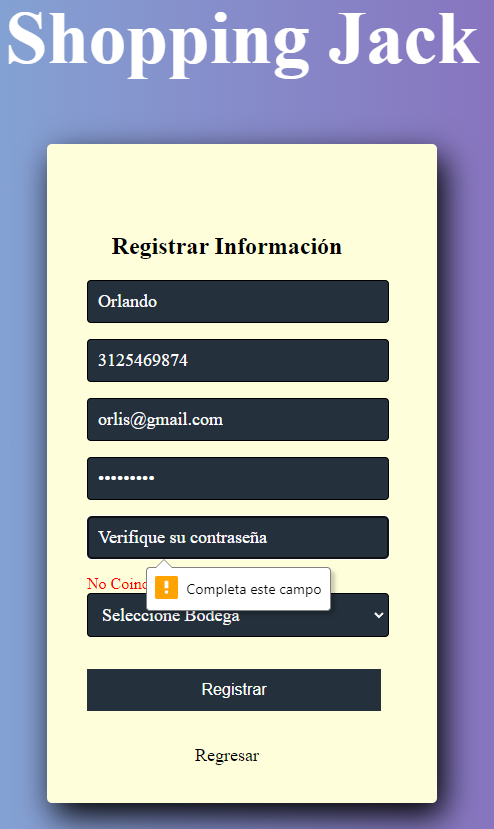 Shopping Jack
Registrar Información
Orlando
3125469874
orlis@gmail.com
•••••••••
Verifique su contraseña
No
Completa este campo
Seleccione Bodega
Registrar
Regresar